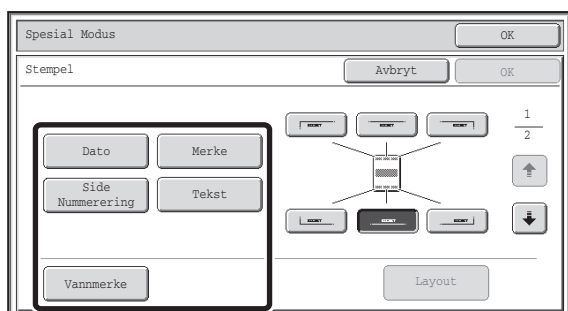 Spesial Modus
OK
Stempel
Avbryt
OK
1
2
Dato
Merke
Side
Nummerering
Tekst
Vannmerke
Layout